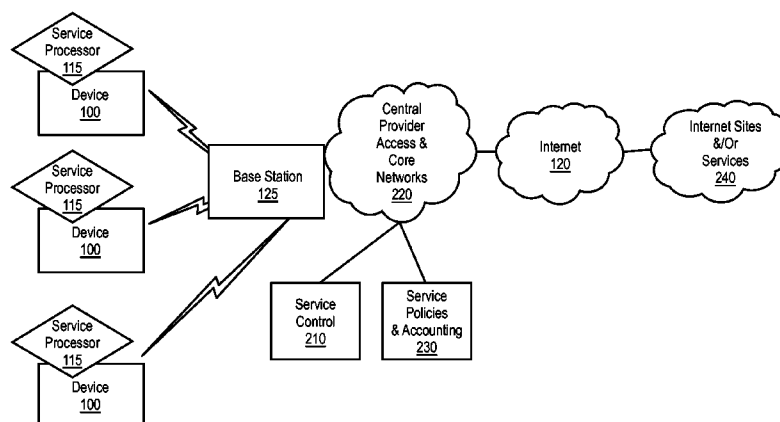 Service
Processor
115
Device
100
Service
Processor
115
Device
100
Service
Processor
115
Device
100
Base Station
125
Central
Provider
Access &
Core
Networks
220
Internet
120
Internet Sites
&/Or
Services
240
Service
Control
210
Service
Policies
& Accounting
230